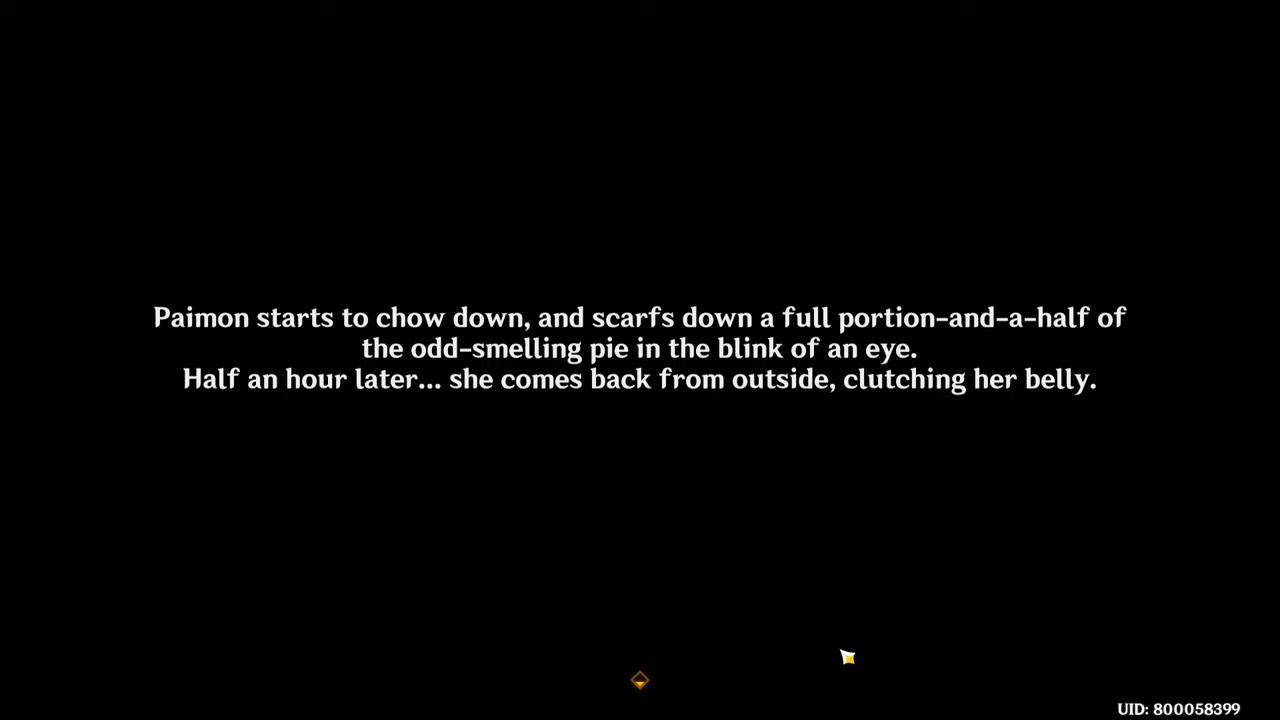 Paimon starts to chow down, and scarfs down a full portion-and-a-half of
the odd-smelling pie in the blink of an eye.
Half an hour later... she comes back from outside, clutching her belly.
UID: 800058399